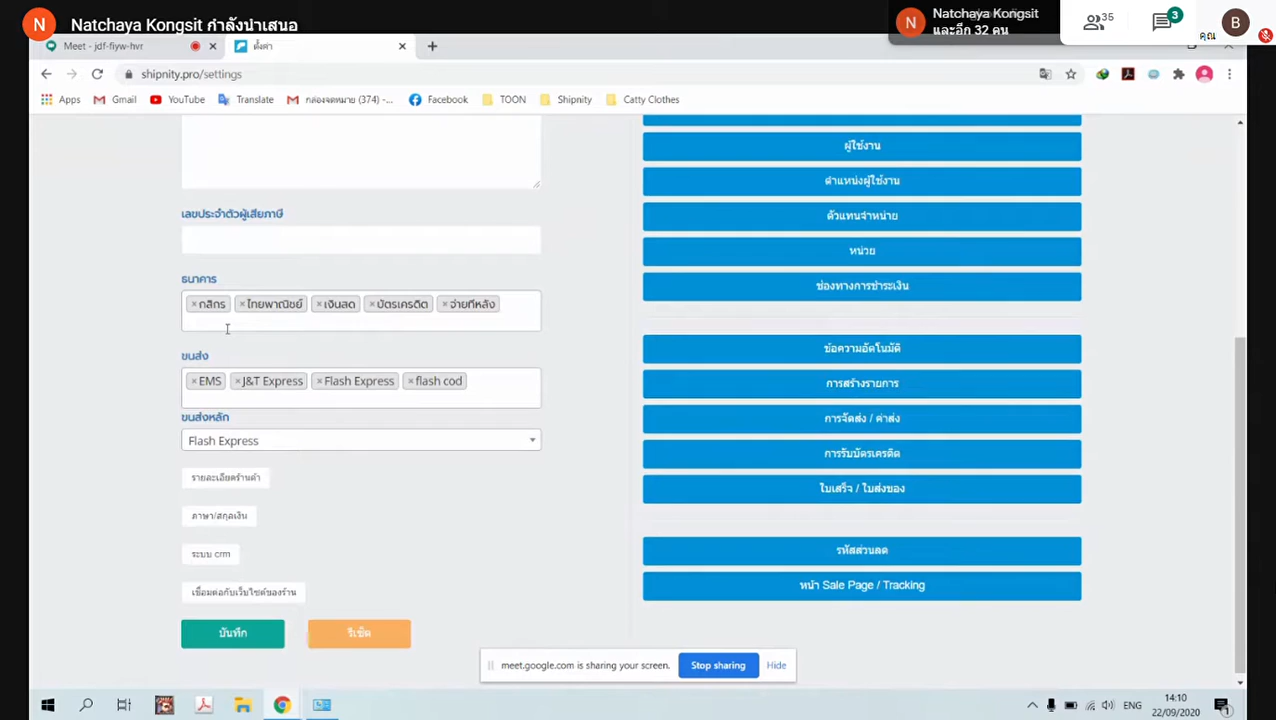 N Natchaya Kongsit กำลังนำเสนอ
N Natchaya Kongsit
และอีก 32 คน
35
3
คุณ
B
Meet - jdf-fiyw-hvr
ตั้งค่า
shipnity.pro/settings
Apps Gmail YouTube Translate กล่องจดหมาย (374) -... Facebook TOON Shipnity Catty Clothes
เลขประจำตัวผู้เสียภาษี
ธนาคาร
×กสิกร ×ไทยพาณิชย์ ×เงินสด ×บัตรเครดิต ×จ่ายทีหลัง
ขนส่ง
×EMS ×J&T Express ×Flash Express ×flash cod
ขนส่งหลัก
Flash Express
รายละเอียดร้านค้า
ภาษา/สกุลเงิน
ระบบ crm
เชื่อมต่อกับเว็บไซต์ของร้าน
บันทึก รีเซ็ต
ผู้ใช้งาน
ตำแหน่งผู้ใช้งาน
ตัวแทนจำหน่าย
หน่วย
ช่องทางการชำระเงิน
ข้อความอัตโนมัติ
การสร้างรายการ
การจัดส่ง / ค่าส่ง
การรับบัตรเครดิต
ใบเสร็จ / ใบส่งของ
รหัสส่วนลด
หน้า Sale Page / Tracking
meet.google.com is sharing your screen. Stop sharing Hide
ENG
14:10
22/09/2020
1